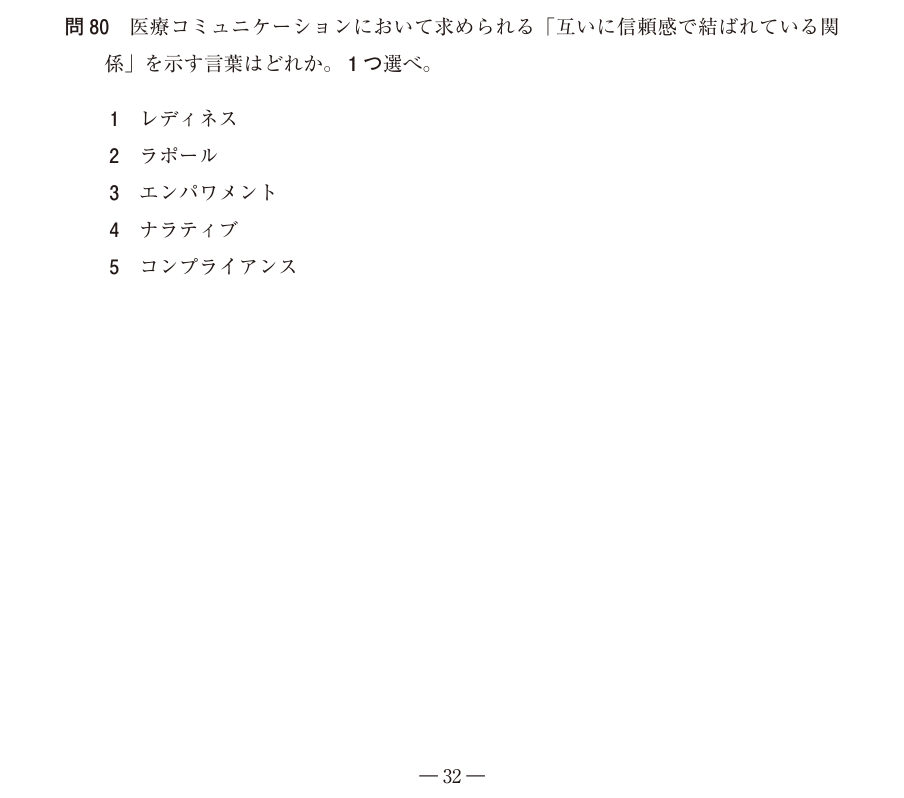 問 80　医療コミュニケーションにおいて求められる「互いに信頼感で結ばれている関
係」を示す言葉はどれか。1つ選べ。
1　レディネス
2　ラポール
3　エンパワメント
4　ナラティブ
5　コンプライアンス
― 32 ―